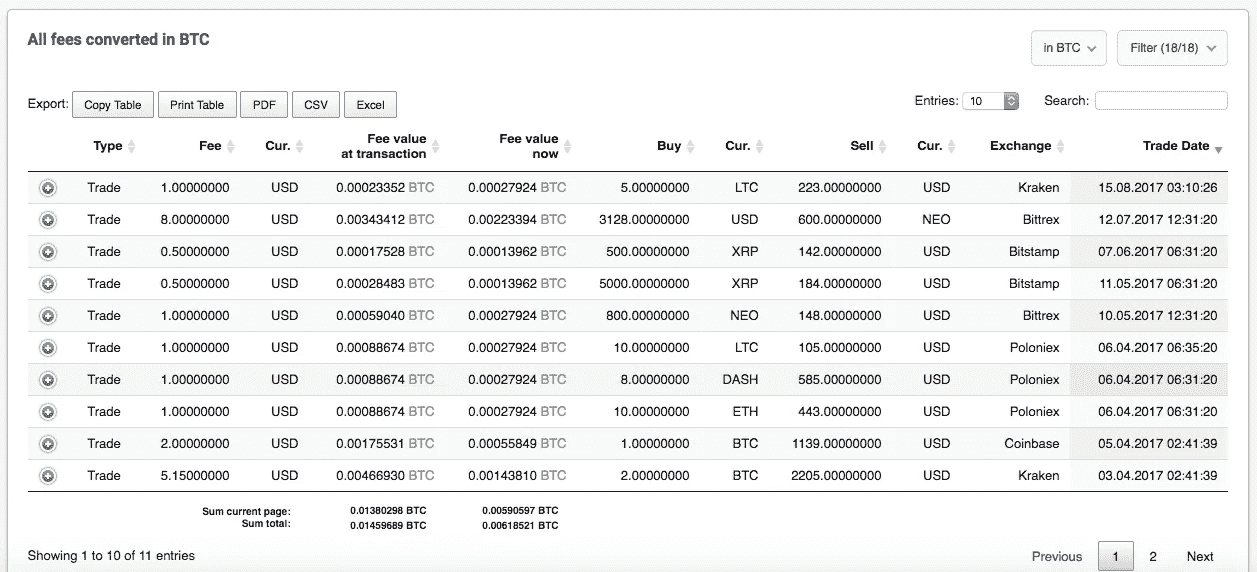 All fees converted in BTC
in BTC Filter (18/18)
Export: Copy Table Print Table PDF CSV Excel Entries: 10 Search:
Type Fee Cur. Fee value at transaction Fee value now Buy Cur. Sell Cur. Exchange Trade Date
Trade 1.00000000 USD 0.00023352 BTC 0.00027924 BTC 5.00000000 LTC 223.00000000 USD Kraken 15.08.2017 03:10:26
Trade 8.00000000 USD 0.00343412 BTC 0.00223394 BTC 3128.00000000 USD 600.00000000 NEO Bittrex 12.07.2017 12:31:20
Trade 0.50000000 USD 0.00017528 BTC 0.00013962 BTC 500.00000000 XRP 142.00000000 USD Bitstamp 07.06.2017 06:31:20
Trade 0.50000000 USD 0.00028483 BTC 0.00013962 BTC 5000.00000000 XRP 184.00000000 USD Bitstamp 11.05.2017 06:31:20
Trade 1.00000000 USD 0.00059040 BTC 0.00027924 BTC 800.00000000 NEO 148.00000000 USD Bittrex 10.05.2017 12:31:20
Trade 1.00000000 USD 0.00088674 BTC 0.00027924 BTC 10.00000000 LTC 105.00000000 USD Poloniex 06.04.2017 06:35:20
Trade 1.00000000 USD 0.00088674 BTC 0.00027924 BTC 8.00000000 DASH 585.00000000 USD Poloniex 06.04.2017 06:31:20
Trade 1.00000000 USD 0.00088674 BTC 0.00027924 BTC 10.00000000 ETH 443.00000000 USD Poloniex 06.04.2017 06:31:20
Trade 2.00000000 USD 0.00175531 BTC 0.00055849 BTC 1.00000000 BTC 1139.00000000 USD Coinbase 05.04.2017 02:41:39
Trade 5.15000000 USD 0.00466930 BTC 0.00143810 BTC 2.00000000 BTC 2205.00000000 USD Kraken 03.04.2017 02:41:39
Sum current page: 0.01380298 BTC 0.00590597 BTC
Sum total: 0.01459689 BTC 0.00618521 BTC
Showing 1 to 10 of 11 entries Previous 1 2 Next